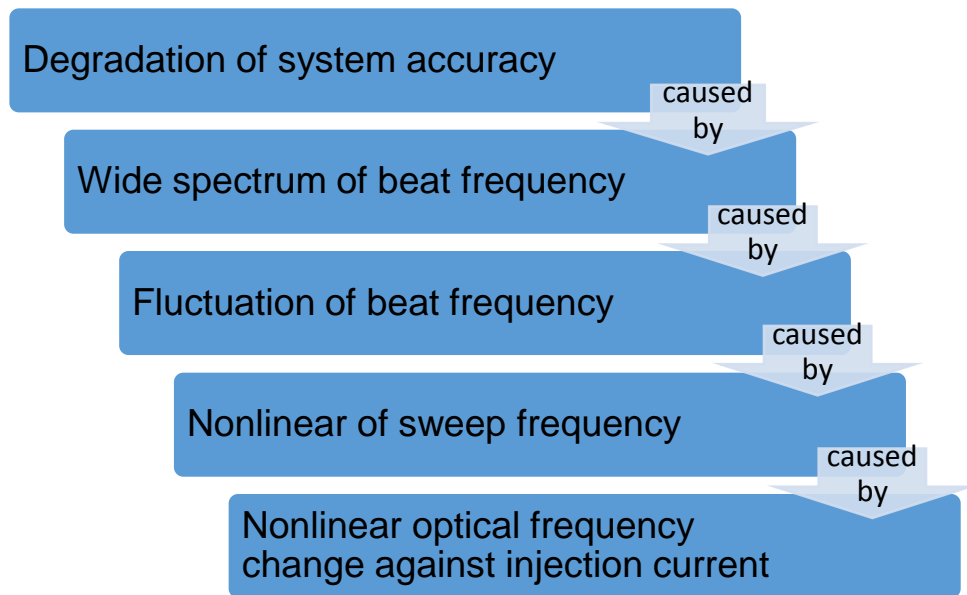 Degradation of system accuracy
caused
by
Wide spectrum of beat frequency
caused
by
Fluctuation of beat frequency
caused
by
Nonlinear of sweep frequency
caused
by
Nonlinear optical frequency
change against injection current